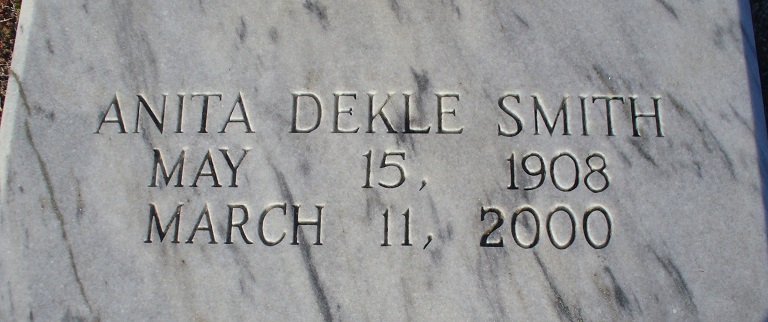 ANITA DEKLE SMITH
MAY 15, 1908
MARCH 11, 2000